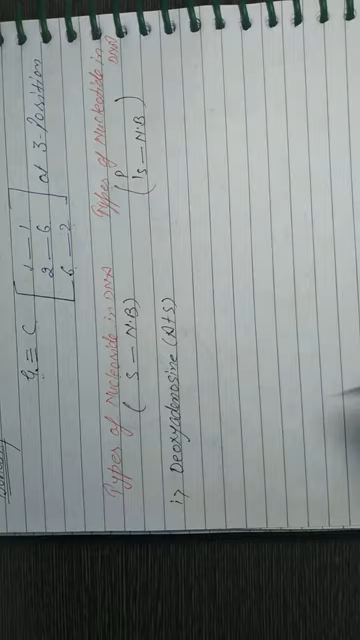 G ≡ C [ 1 — 1
2 — 6
6 — 2 ] at 3-Position
Types of Nucleoside in DNA
( S — N·B)
i> Deoxyadenosine (A+S)
Types of Nucleotide in DNA
( P
S — N·B)